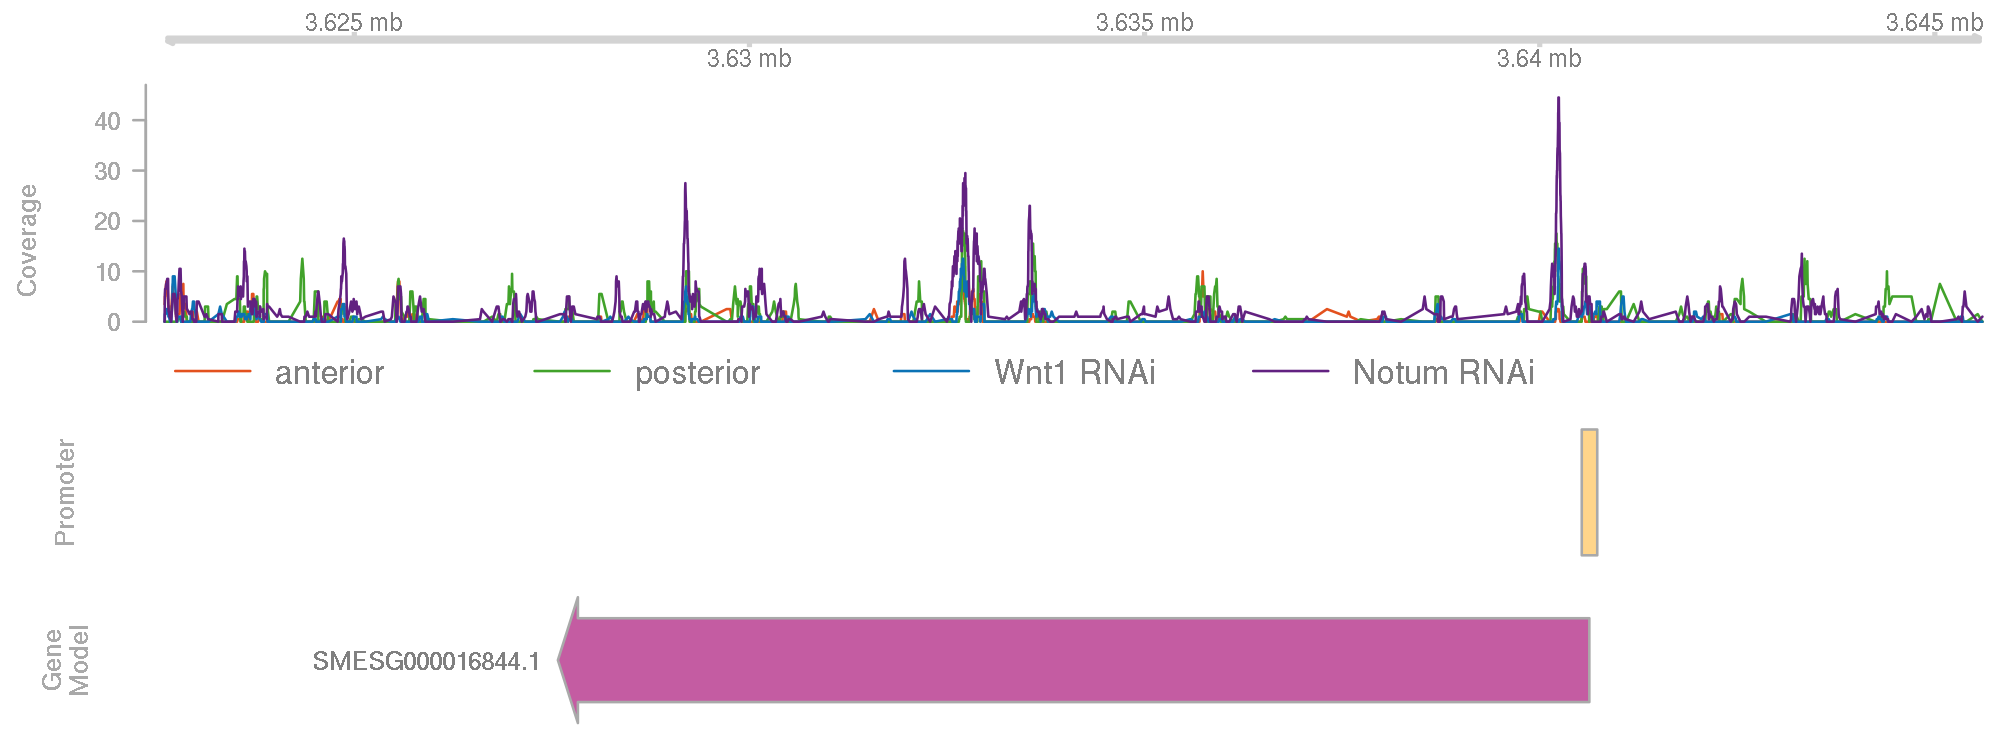 3.625 mb
3.635 mb
3.645 mb
3.63 mb
3.64 mb
Coverage
40
30
20
10
0
anterior
posterior
Wnt1 RNAi
Notum RNAi
Promoter
Gene
Model
SMESG000016844.1